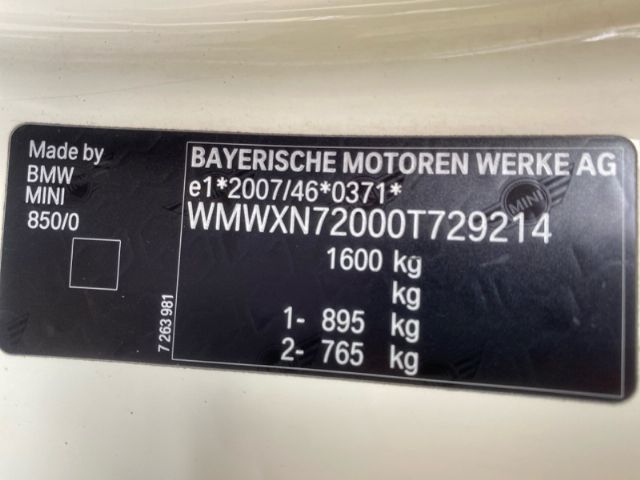 Made by
BMW
MINI
850/0
7 263 981
BAYERISCHE MOTOREN WERKE AG
e1*2007/46*0371*
MINI
WMWXN72000T729214
1600 kg
kg
1- 895 kg
2- 765 kg